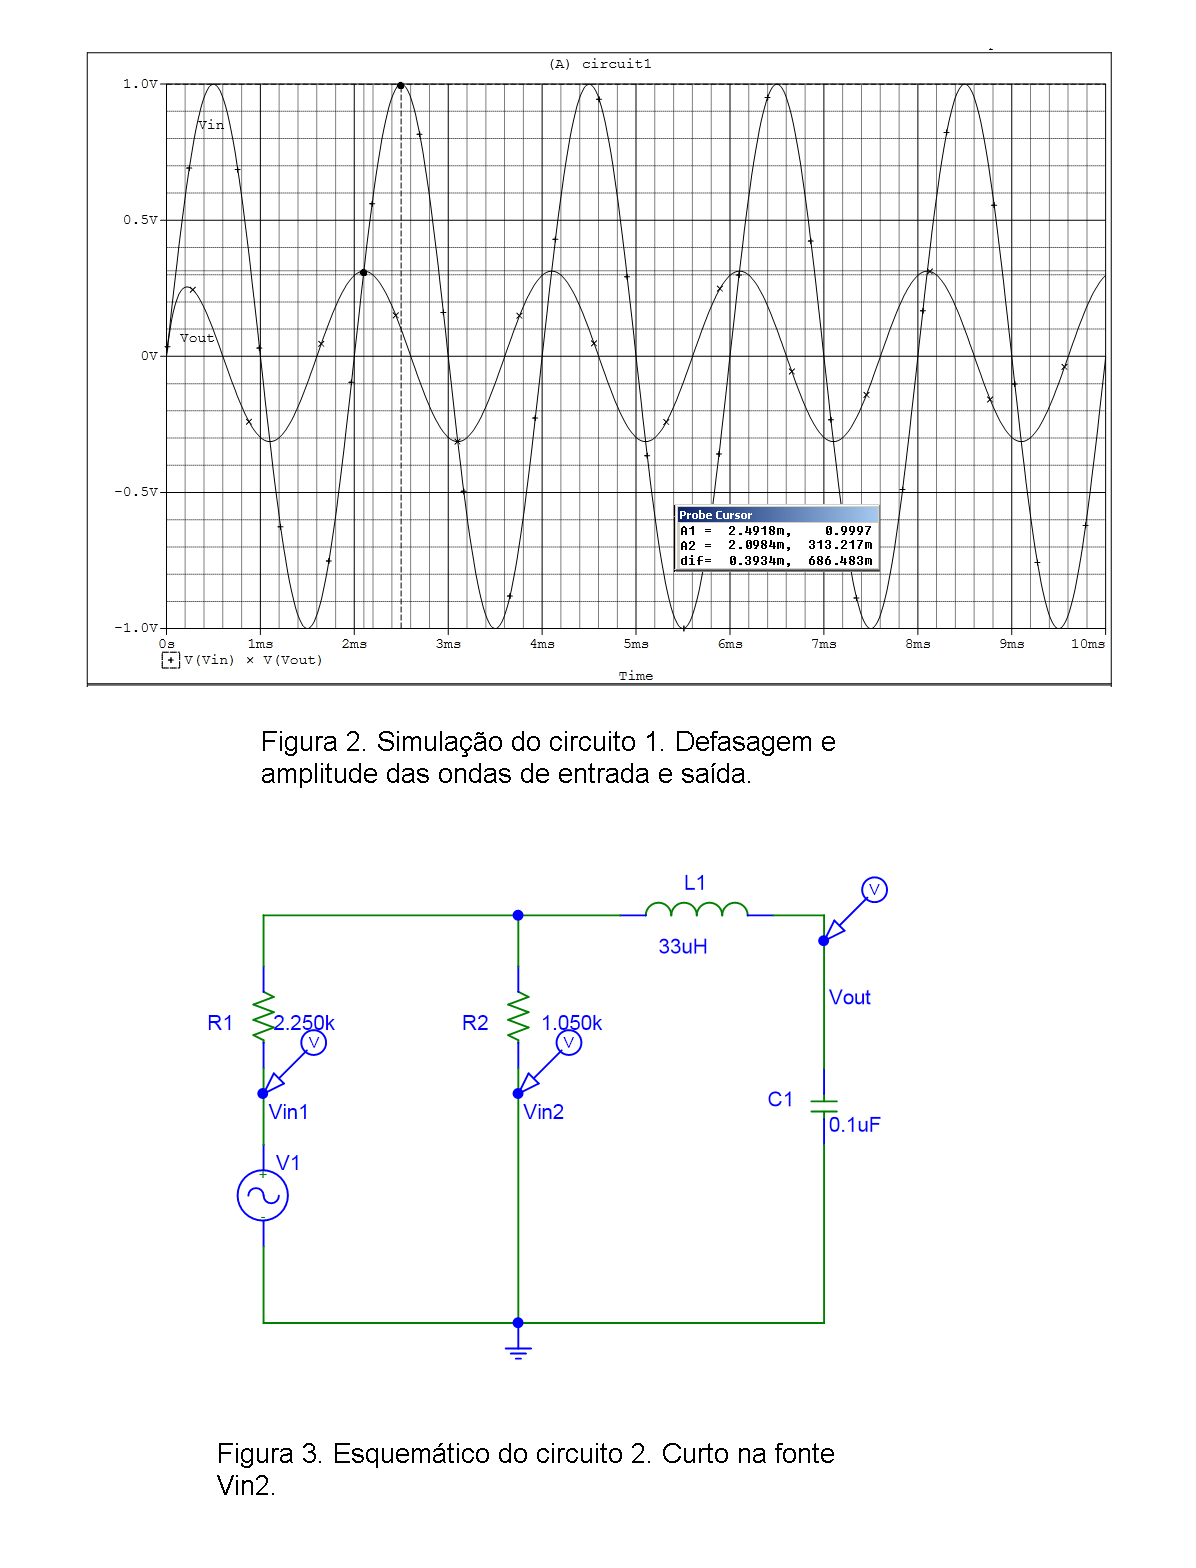 (A) circuit1
1.0V
Vin
0.5V
Vout
0V
-0.5V
Probe Cursor
A1 = 2.4918m, 0.9997
A2 = 2.0984m, 313.217m
dif= 0.3934m, 686.483m
-1.0V
0s 1ms 2ms 3ms 4ms 5ms 6ms 7ms 8ms 9ms 10ms
V(Vin) × V(Vout)
Time
Figura 2. Simulação do circuito 1. Defasagem e
amplitude das ondas de entrada e saída.
L1
V
33uH
Vout
R1 2.250k
R2 1.050k
V
V
C1
Vin1
Vin2
0.1uF
V1
Figura 3. Esquemático do circuito 2. Curto na fonte
Vin2.